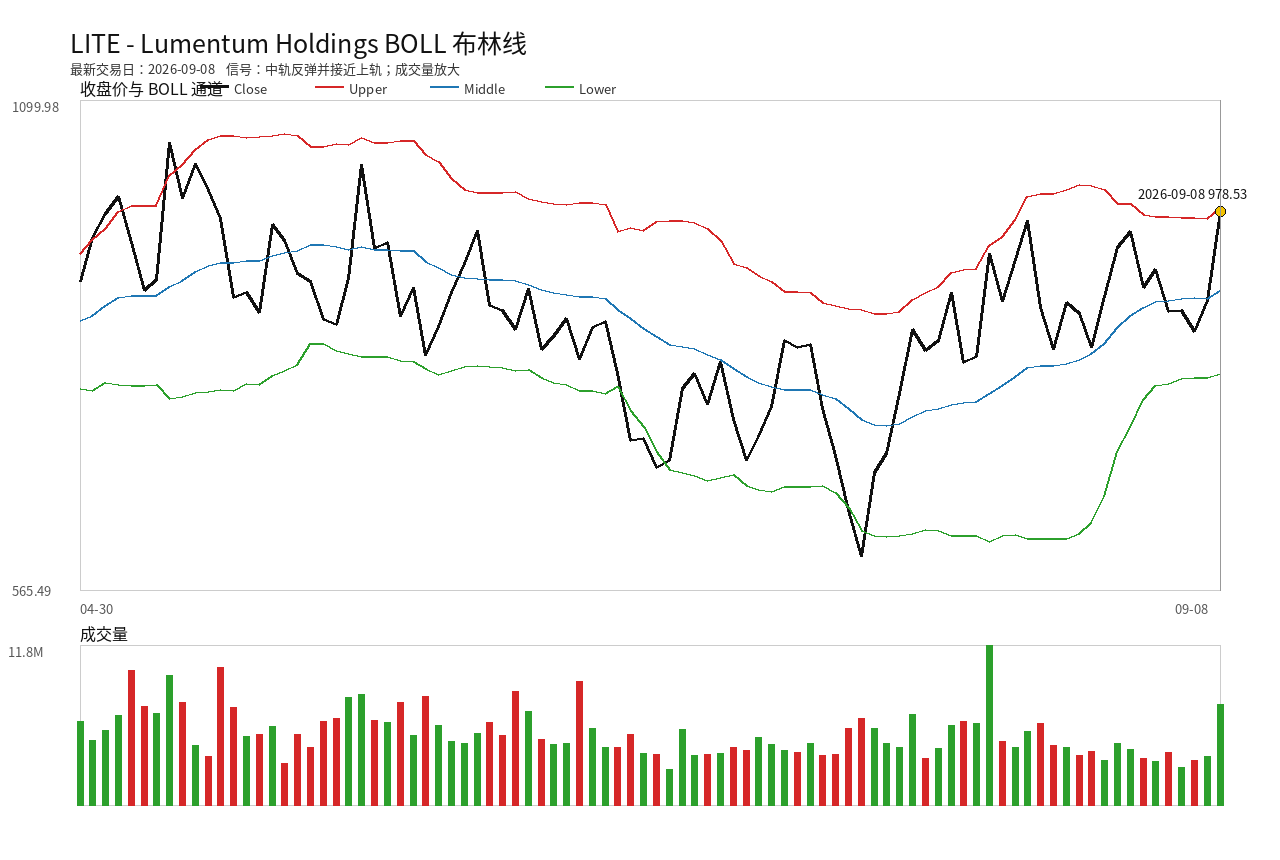 LITE - Lumentum Holdings BOLL 布林线
最新交易日：2026-09-08 信号：中轨反弹并接近上轨；成交量放大
收盘价与 BOLL 通道 Close Upper Middle Lower
1099.98
2026-09-08 978.53
565.49
04-30 09-08
成交量
11.8M